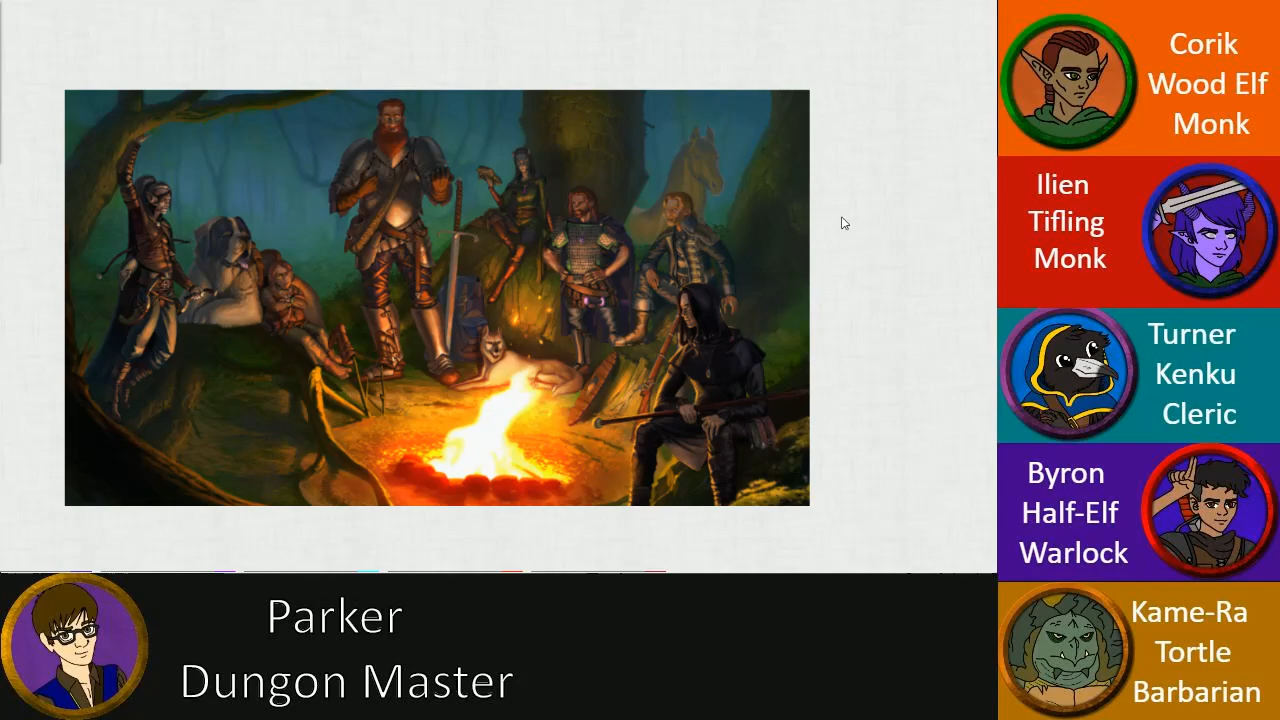 Corik
Wood Elf
Monk
Ilien
Tifling
Monk
Turner
Kenku
Cleric
Byron
Half-Elf
Warlock
Kame-Ra
Tortle
Barbarian
Parker
Dungon Master